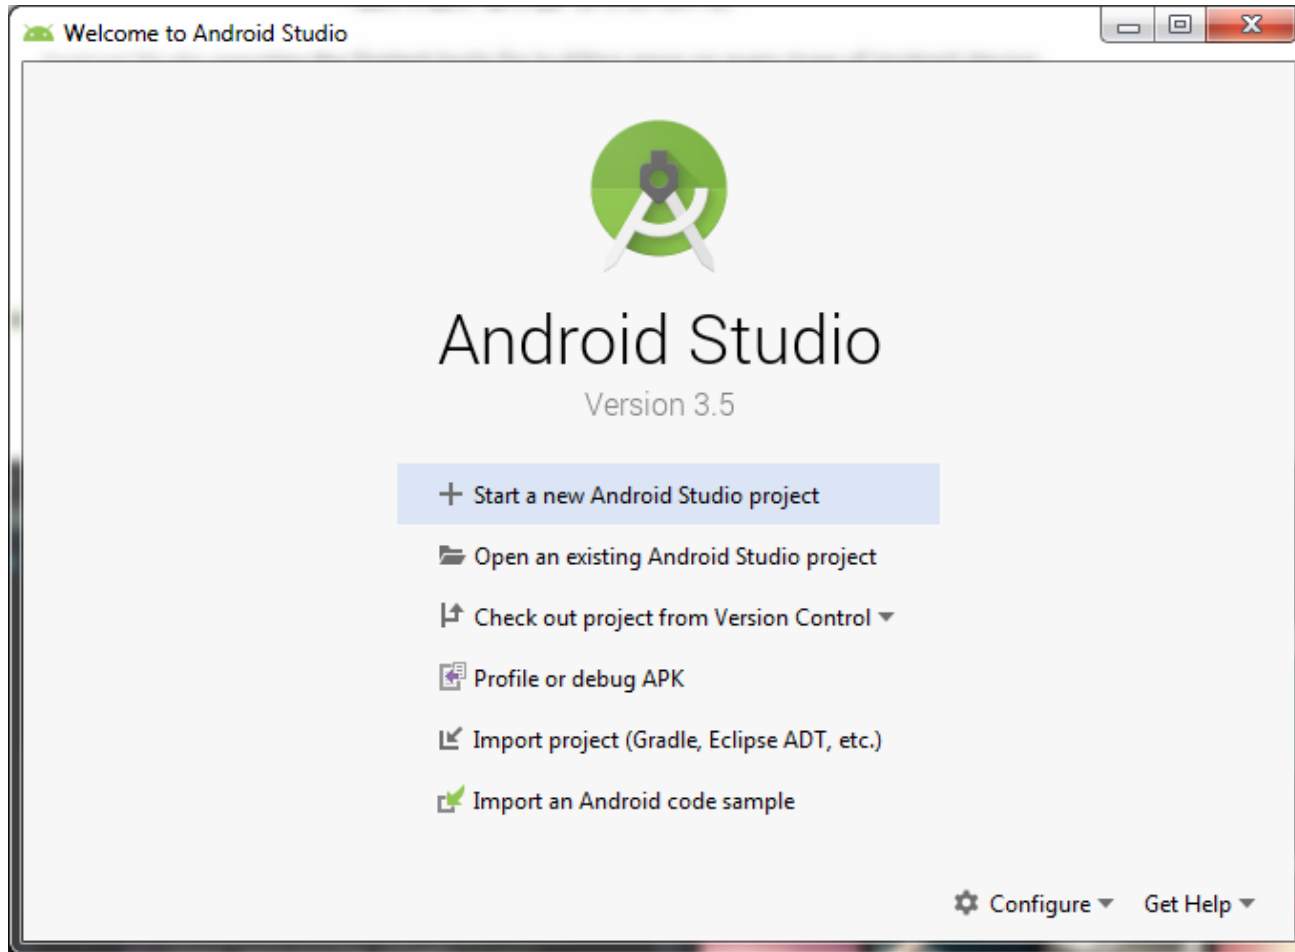 Welcome to Android Studio
Android Studio
Version 3.5
Start a new Android Studio project
Open an existing Android Studio project
Check out project from Version Control
Profile or debug APK
Import project (Gradle, Eclipse ADT, etc.)
Import an Android code sample
Configure Get Help